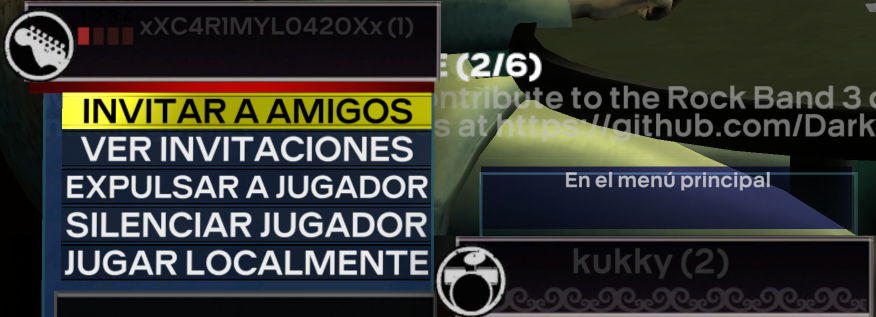 xXC4R1MYL0420Xx (1)
E (2/6)
INVITAR A AMIGOS
ontribute to the Rock Band 3 d
s at https://github.com/Dark
VER INVITACIONES
EXPULSAR A JUGADOR
En el menú principal
SILENCIAR JUGADOR
JUGAR LOCALMENTE
kukky (2)